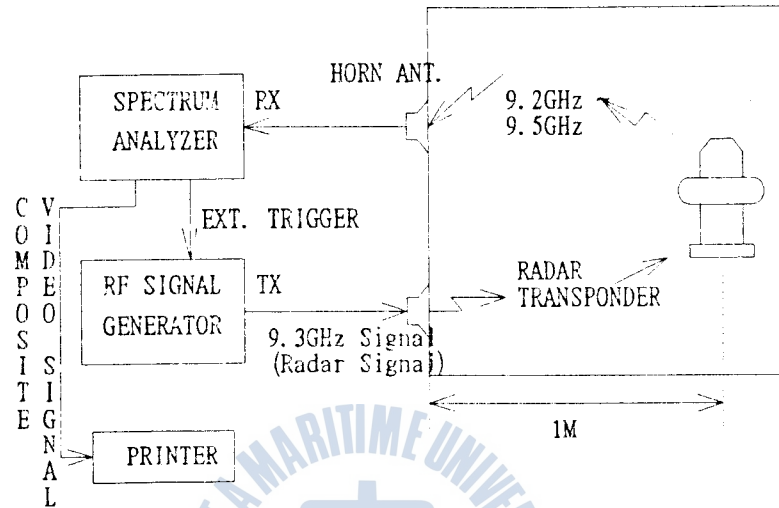 HORN ANT.
SPECTRUM
ANALYZER
RX
9.2GHz
9.5GHz
COMPOSITE
VIDEO SIGNAL
EXT. TRIGGER
RF SIGNAL
GENERATOR
TX
RADAR
TRANSPONDER
9.3GHz Signal
(Radar Signal)
1M
PRINTER
MARITIME